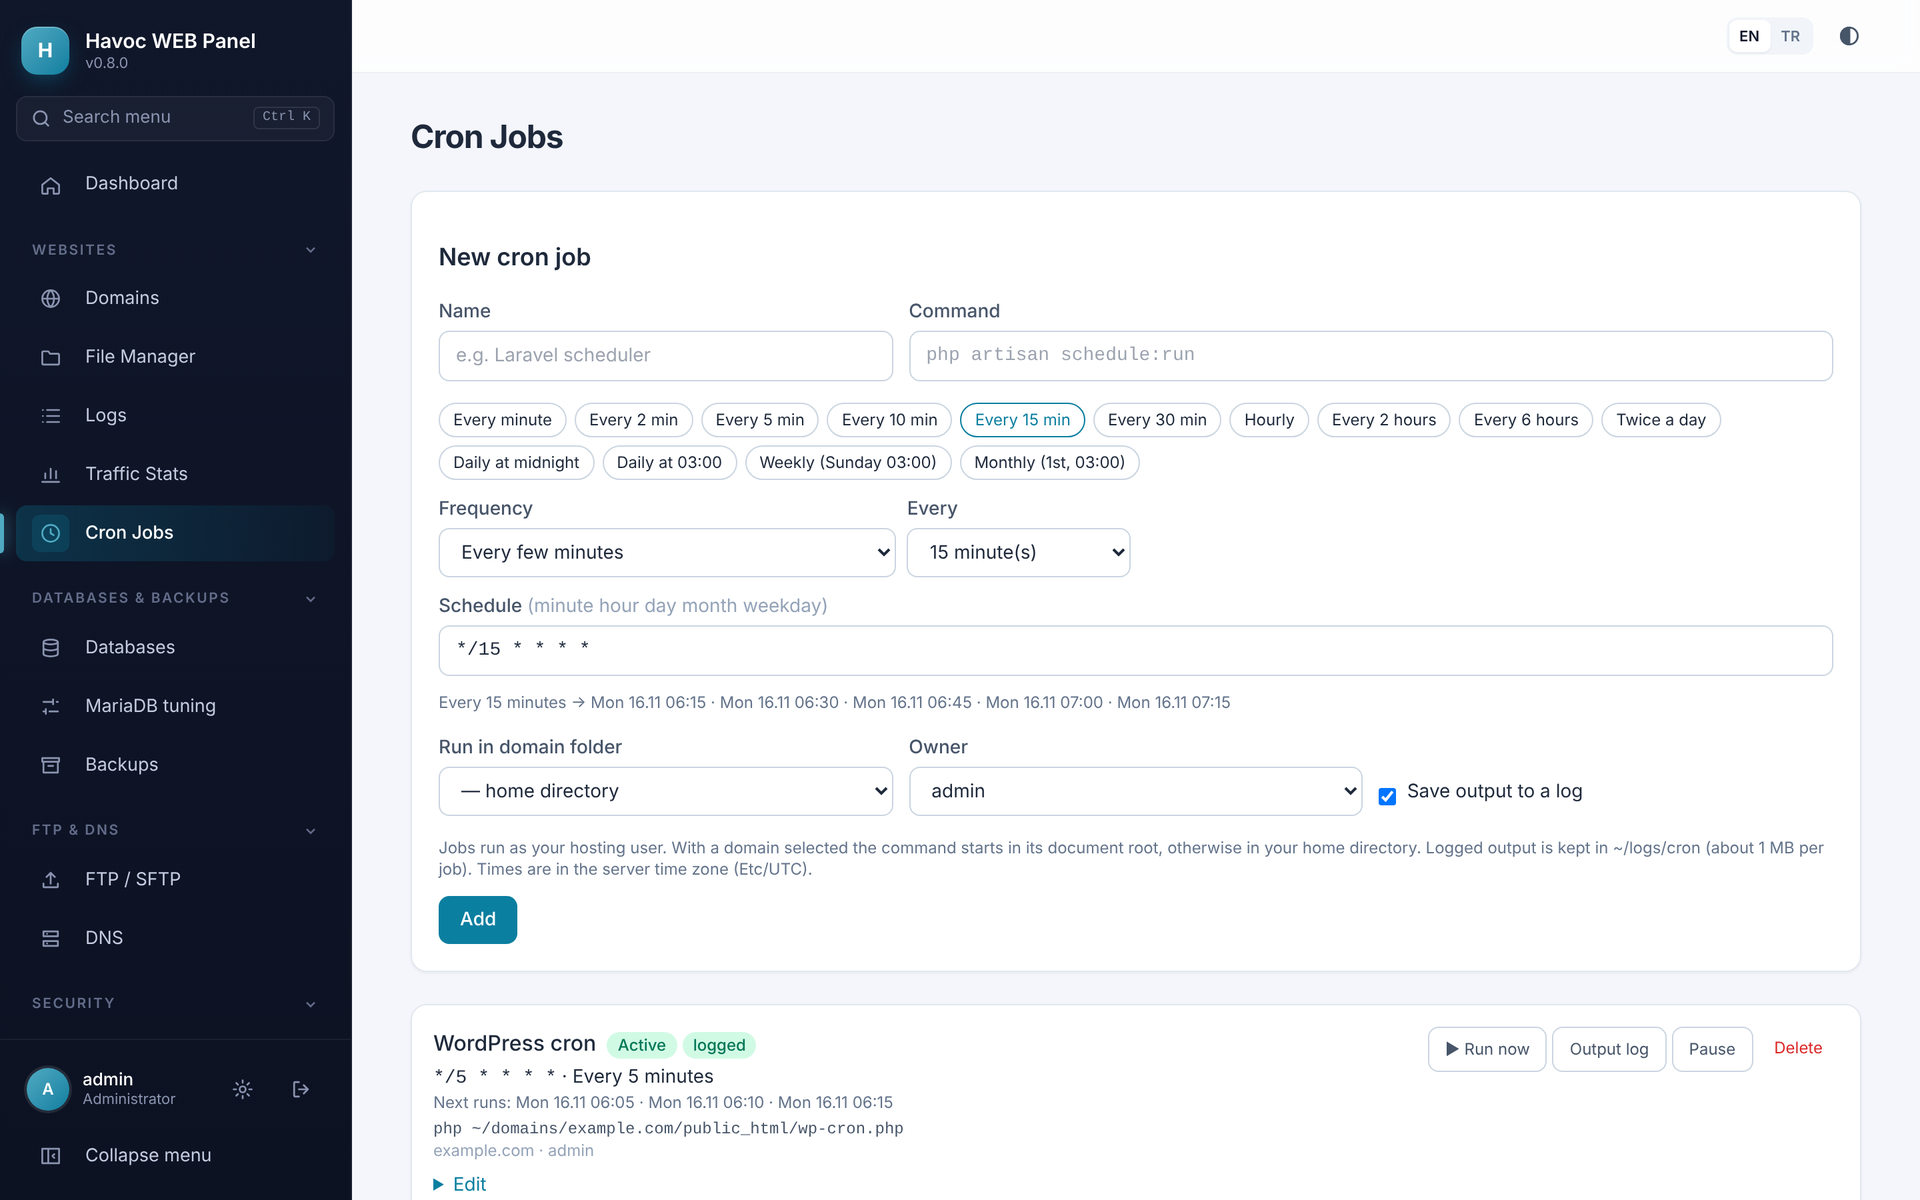 H
Havoc WEB Panel
v0.8.0
Search menu
Ctrl K
Dashboard
WEBSITES
Domains
File Manager
Logs
Traffic Stats
Cron Jobs
DATABASES & BACKUPS
Databases
MariaDB tuning
Backups
FTP & DNS
FTP / SFTP
DNS
SECURITY
A
admin
Administrator
Collapse menu
EN TR
Cron Jobs
New cron job
Name Command
e.g. Laravel scheduler php artisan schedule:run
Every minute Every 2 min Every 5 min Every 10 min Every 15 min Every 30 min Hourly Every 2 hours Every 6 hours Twice a day
Daily at midnight Daily at 03:00 Weekly (Sunday 03:00) Monthly (1st, 03:00)
Frequency Every
Every few minutes 15 minute(s)
Schedule (minute hour day month weekday)
*/15 * * * *
Every 15 minutes → Mon 16.11 06:15 · Mon 16.11 06:30 · Mon 16.11 06:45 · Mon 16.11 07:00 · Mon 16.11 07:15
Run in domain folder Owner
— home directory admin Save output to a log
Jobs run as your hosting user. With a domain selected the command starts in its document root, otherwise in your home directory. Logged output is kept in ~/logs/cron (about 1 MB per
job). Times are in the server time zone (Etc/UTC).
Add
WordPress cron Active logged ▶ Run now Output log Pause Delete
*/5 * * * * · Every 5 minutes
Next runs: Mon 16.11 06:05 · Mon 16.11 06:10 · Mon 16.11 06:15
php ~/domains/example.com/public_html/wp-cron.php
example.com · admin
▶ Edit